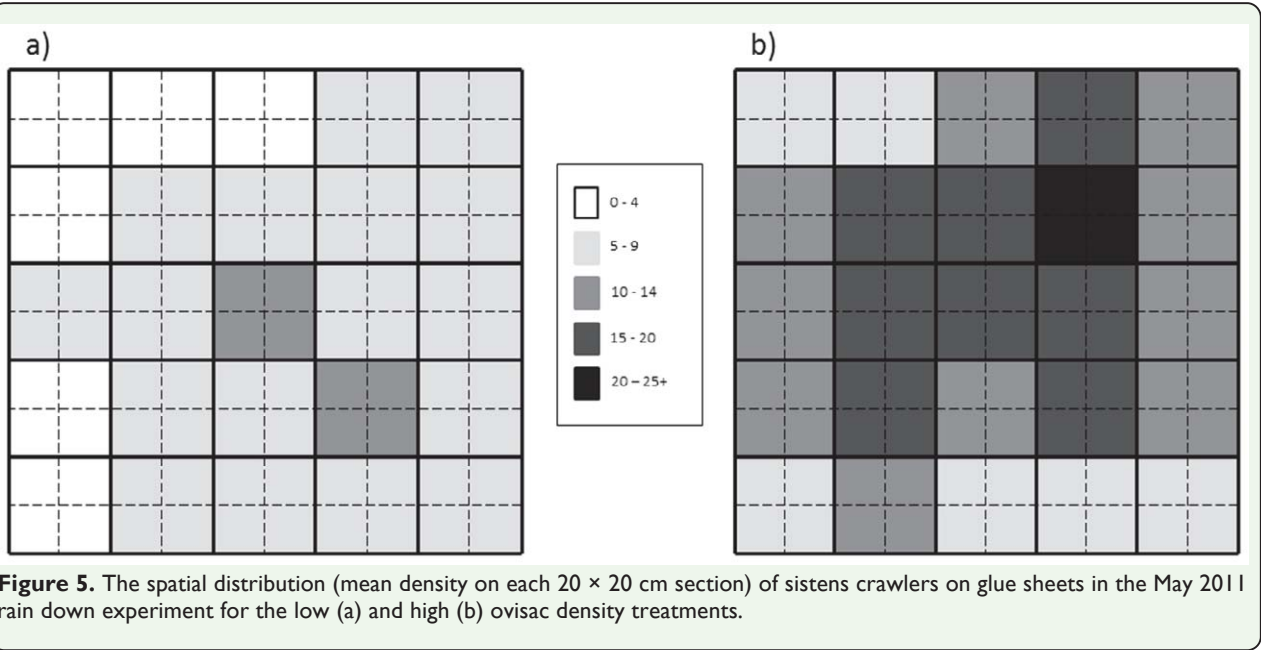 a)
b)
0 - 4
5 - 9
10 - 14
15 - 20
20 – 25+
Figure 5. The spatial distribution (mean density on each 20 × 20 cm section) of sistens crawlers on glue sheets in the May 2011
rain down experiment for the low (a) and high (b) ovisac density treatments.